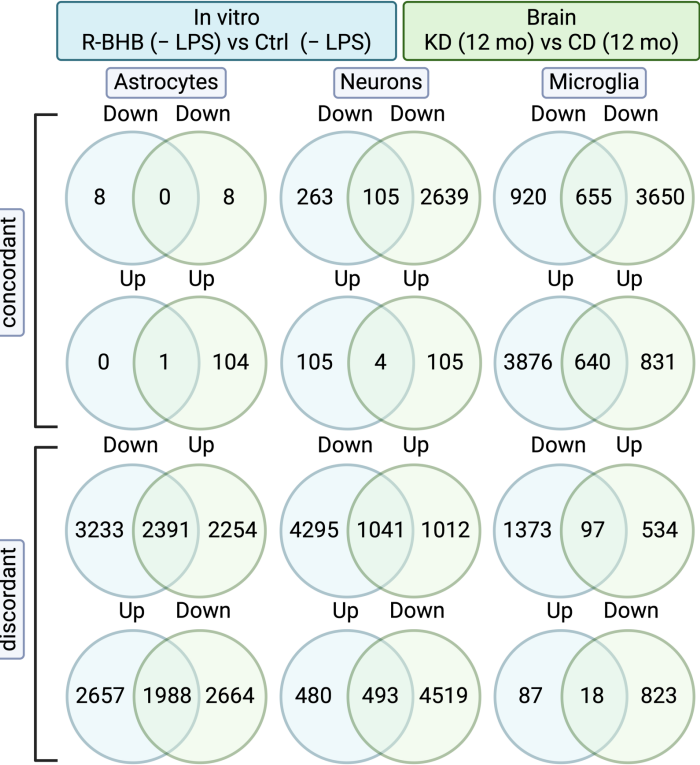 In vitro
R-BHB (− LPS) vs Ctrl (− LPS)
Brain
KD (12 mo) vs CD (12 mo)
Astrocytes
Neurons
Microglia
concordant
Down Down
Down Down
Down Down
8 0 8
263 105 2639
920 655 3650
Up Up
Up Up
Up Up
0 1 104
105 4 105
3876 640 831
discordant
Down Up
Down Up
Down Up
3233 2391 2254
4295 1041 1012
1373 97 534
Up Down
Up Down
Up Down
2657 1988 2664
480 493 4519
87 18 823